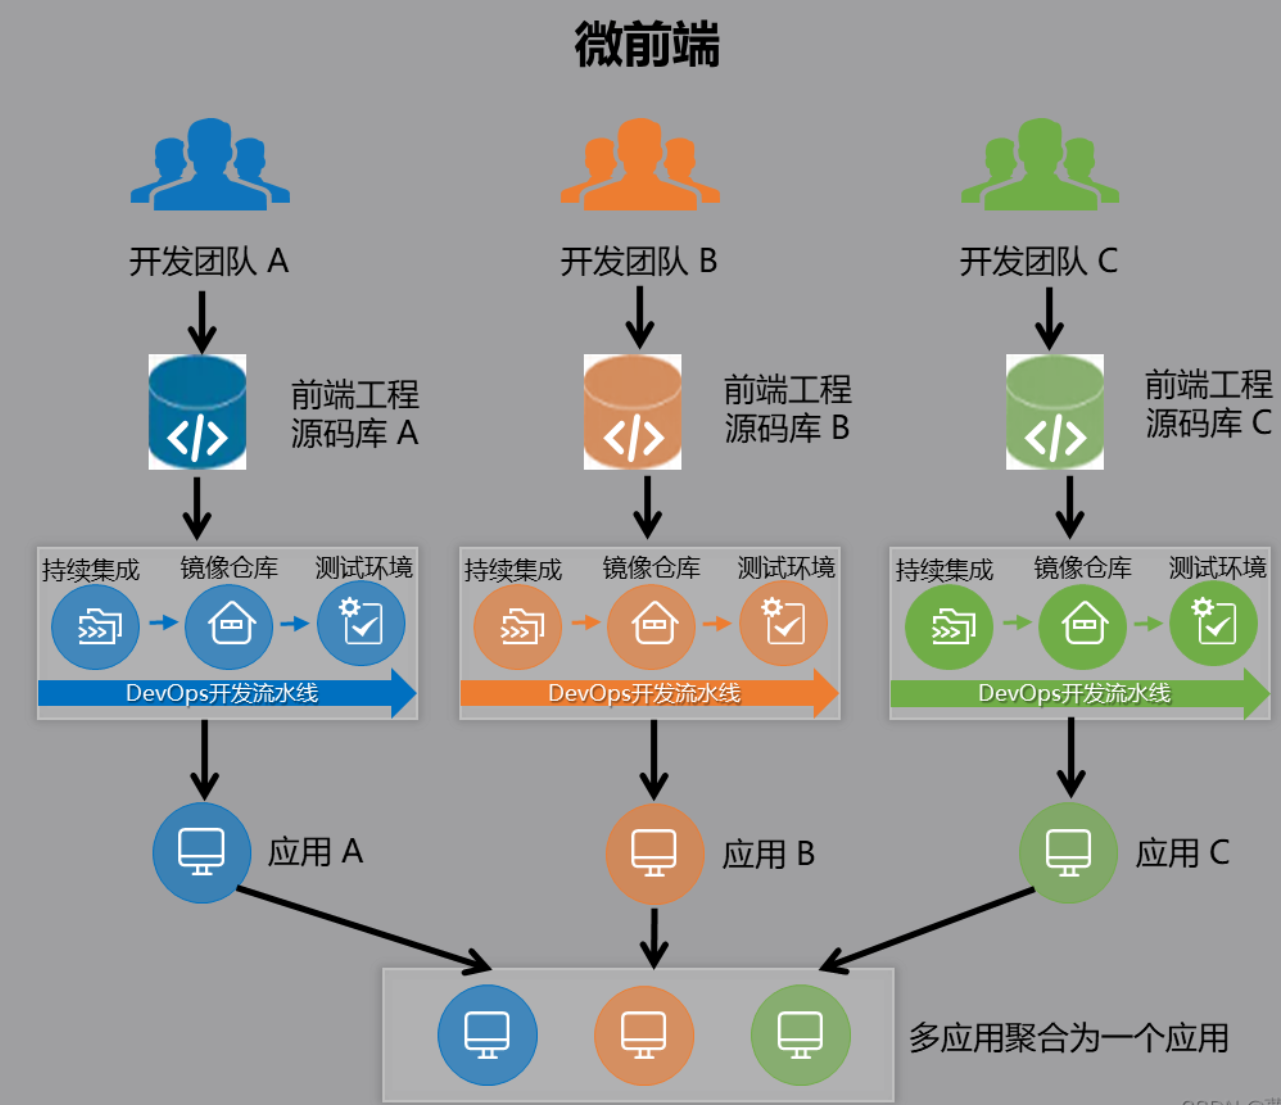 微前端
开发团队 A
开发团队 B
开发团队 C
前端工程
源码库 A
前端工程
源码库 B
前端工程
源码库 C
持续集成
镜像仓库
测试环境
DevOps开发流水线
持续集成
镜像仓库
测试环境
DevOps开发流水线
持续集成
镜像仓库
测试环境
DevOps开发流水线
应用 A
应用 B
应用 C
多应用聚合为一个应用